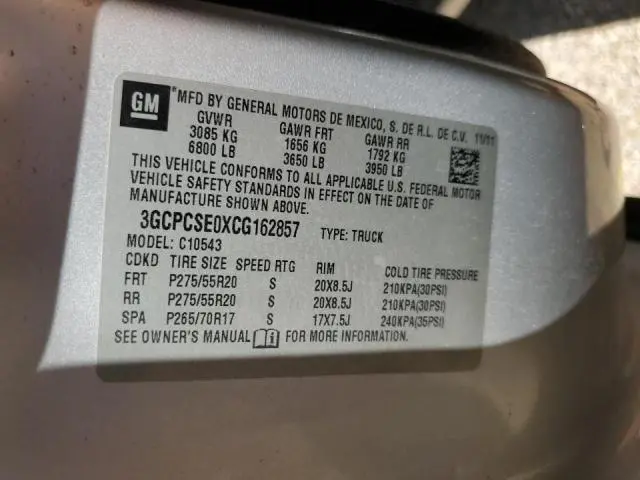 GM
®MFD BY GENERAL MOTORS DE MEXICO, S. DE R.L. DE C.V. 11/11
GVWR GAWR FRT GAWR RR
3085 KG 1656 KG 1792 KG
6800 LB 3650 LB 3950 LB
THIS VEHICLE CONFORMS TO ALL APPLICABLE U.S. FEDERAL MOTOR
VEHICLE SAFETY STANDARDS IN EFFECT ON THE DATE OF
MANUFACTURE SHOWN ABOVE.
3GCPCSE0XCG162857 TYPE: TRUCK
MODEL: C10543
CDKD TIRE SIZE SPEED RTG RIM COLD TIRE PRESSURE
FRT P275/55R20 S 20X8.5J 210KPA(30PSI)
RR P275/55R20 S 20X8.5J 210KPA(30PSI)
SPA P265/70R17 S 17X7.5J 240KPA(35PSI)
SEE OWNER'S MANUAL i FOR MORE INFORMATION.